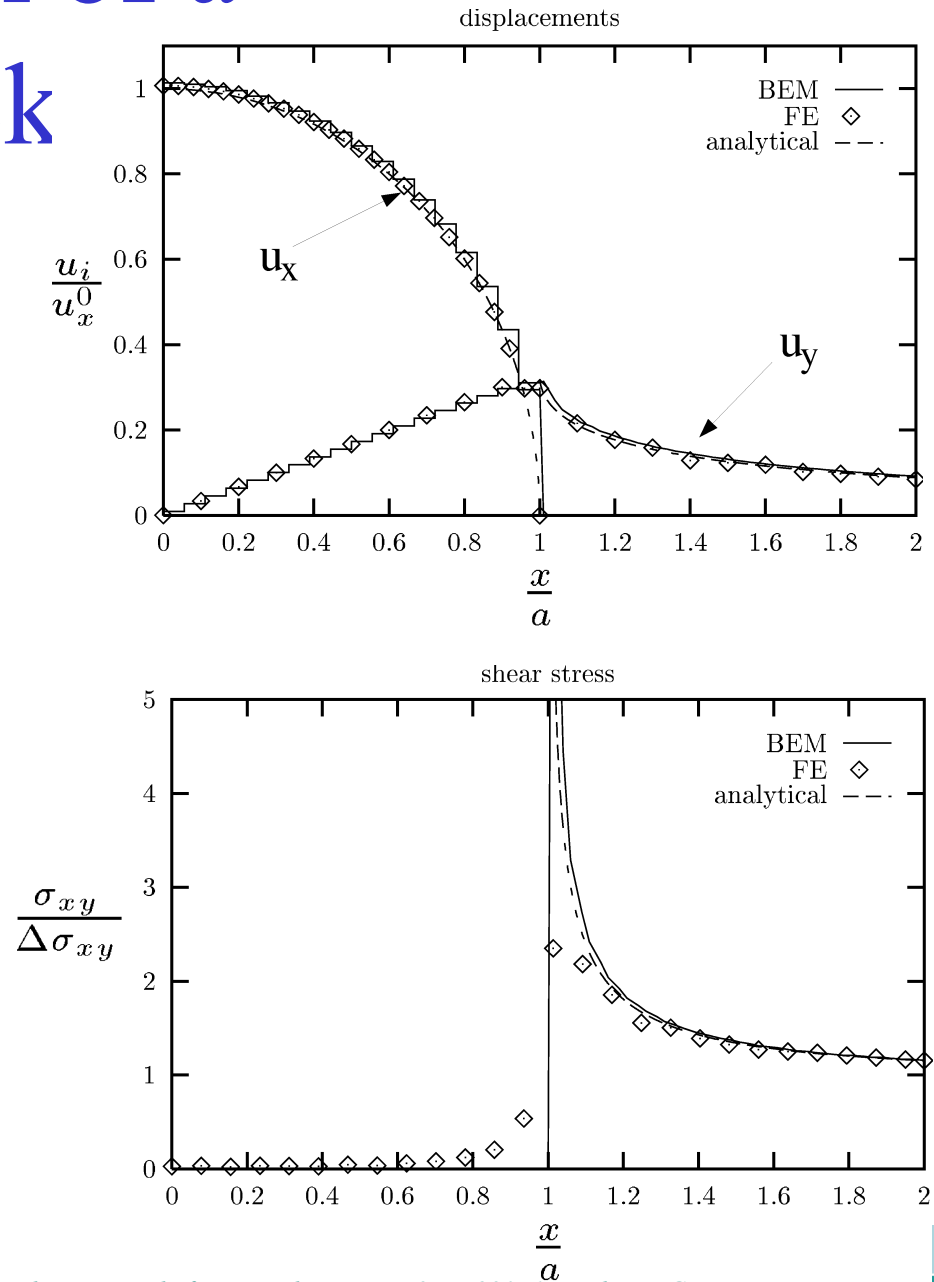 k
displacements
BEM
FE
analytical
1
0.8
0.6
0.4
0.2
0
u_x
u_y
u_i
u_x^0
0 0.2 0.4 0.6 0.8 1 1.2 1.4 1.6 1.8 2
x
a
shear stress
BEM
FE
analytical
5
4
3
2
1
0
σ_xy
Δσ_xy
0 0.2 0.4 0.6 0.8 1 1.2 1.4 1.6 1.8 2
x
a